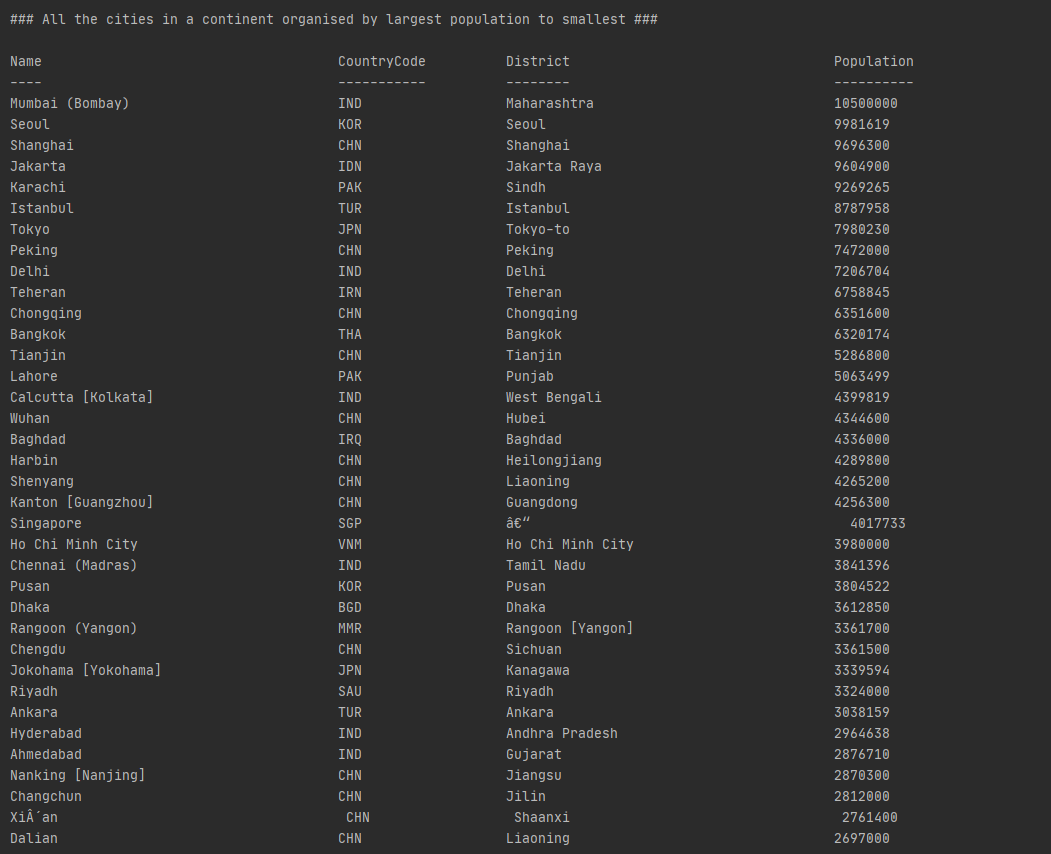 ### All the cities in a continent organised by largest population to smallest ###
Name CountryCode District Population
---- ----------- -------- ----------
Mumbai (Bombay) IND Maharashtra 10500000
Seoul KOR Seoul 9981619
Shanghai CHN Shanghai 9696300
Jakarta IDN Jakarta Raya 9604900
Karachi PAK Sindh 9269265
Istanbul TUR Istanbul 8787958
Tokyo JPN Tokyo-to 7980230
Peking CHN Peking 7472000
Delhi IND Delhi 7206704
Teheran IRN Teheran 6758845
Chongqing CHN Chongqing 6351600
Bangkok THA Bangkok 6320174
Tianjin CHN Tianjin 5286800
Lahore PAK Punjab 5063499
Calcutta [Kolkata] IND West Bengali 4399819
Wuhan CHN Hubei 4344600
Baghdad IRQ Baghdad 4336000
Harbin CHN Heilongjiang 4289800
Shenyang CHN Liaoning 4265200
Kanton [Guangzhou] CHN Guangdong 4256300
Singapore SGP â€“ 4017733
Ho Chi Minh City VNM Ho Chi Minh City 3980000
Chennai (Madras) IND Tamil Nadu 3841396
Pusan KOR Pusan 3804522
Dhaka BGD Dhaka 3612850
Rangoon (Yangon) MMR Rangoon [Yangon] 3361700
Chengdu CHN Sichuan 3361500
Jokohama [Yokohama] JPN Kanagawa 3339594
Riyadh SAU Riyadh 3324000
Ankara TUR Ankara 3038159
Hyderabad IND Andhra Pradesh 2964638
Ahmedabad IND Gujarat 2876710
Nanking [Nanjing] CHN Jiangsu 2870300
Changchun CHN Jilin 2812000
XiÂ´an CHN Shaanxi 2761400
Dalian CHN Liaoning 2697000